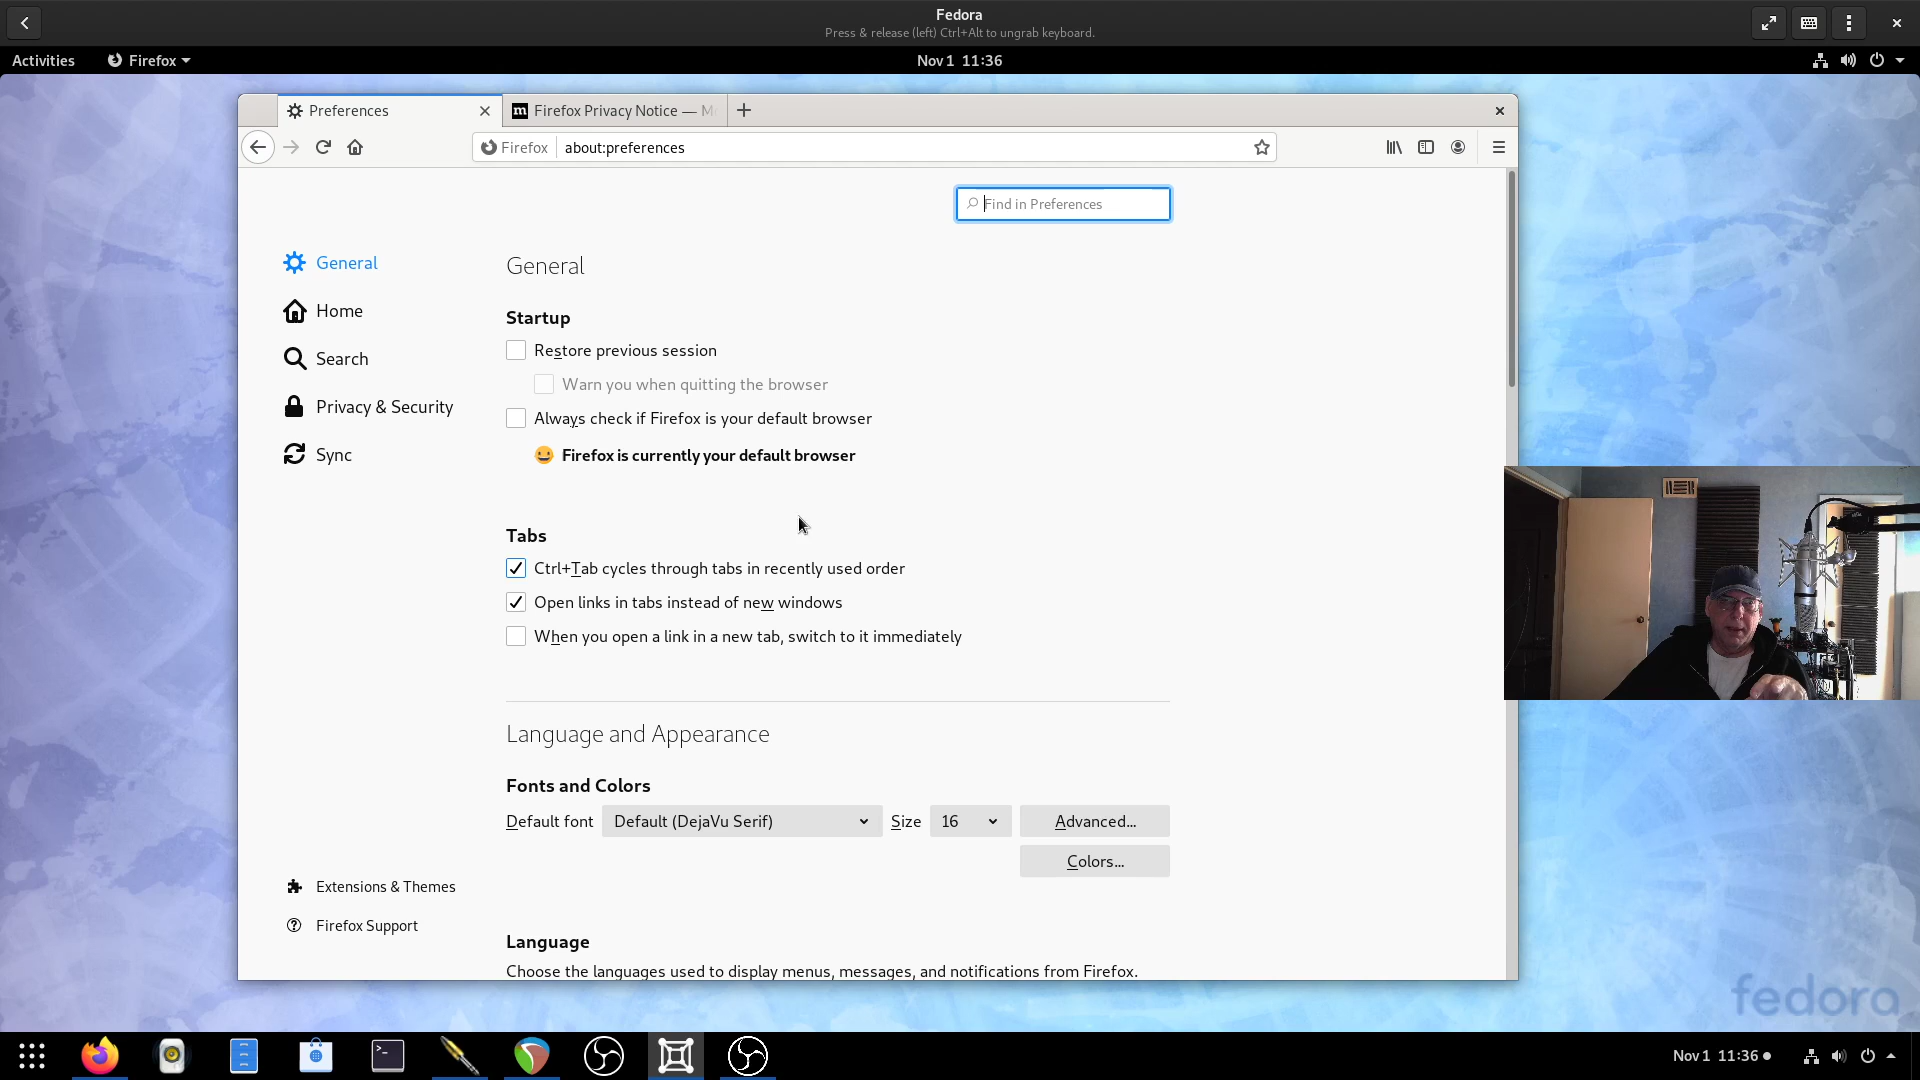 Fedora
Press & release (left) Ctrl+Alt to ungrab keyboard.
Activities Firefox Nov 1 11:36
Preferences Firefox Privacy Notice — M
Firefox about:preferences
Find in Preferences
General
Home
Search
Privacy & Security
Sync
Extensions & Themes
Firefox Support
General
Startup
Restore previous session
Warn you when quitting the browser
Always check if Firefox is your default browser
Firefox is currently your default browser
Tabs
Ctrl+Tab cycles through tabs in recently used order
Open links in tabs instead of new windows
When you open a link in a new tab, switch to it immediately
Language and Appearance
Fonts and Colors
Default font Default (DejaVu Serif) Size 16 Advanced...
Colors...
Language
Choose the languages used to display menus, messages, and notifications from Firefox.
fedora
Nov 1 11:36